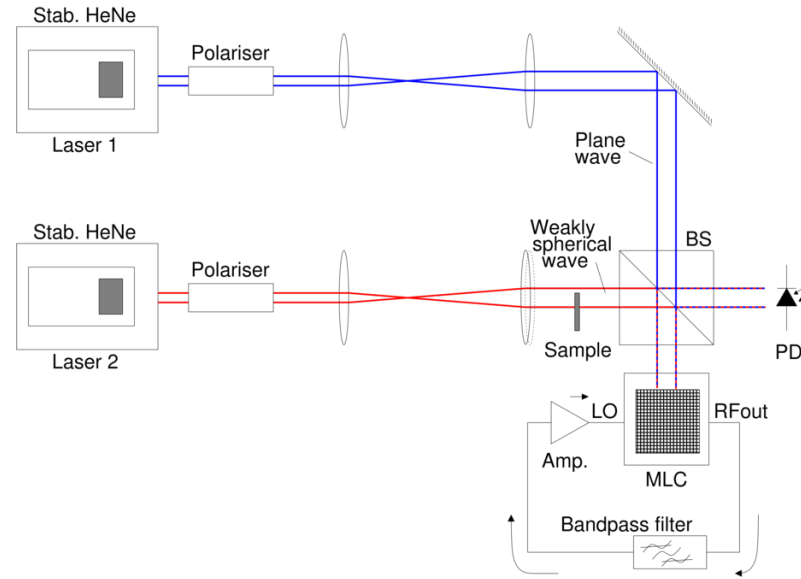 Stab. HeNe
Polariser
Laser 1
Plane
wave
Stab. HeNe
Polariser
Weakly
spherical
wave
BS
Sample
PD
Laser 2
LO
RFout
Amp.
MLC
Bandpass filter